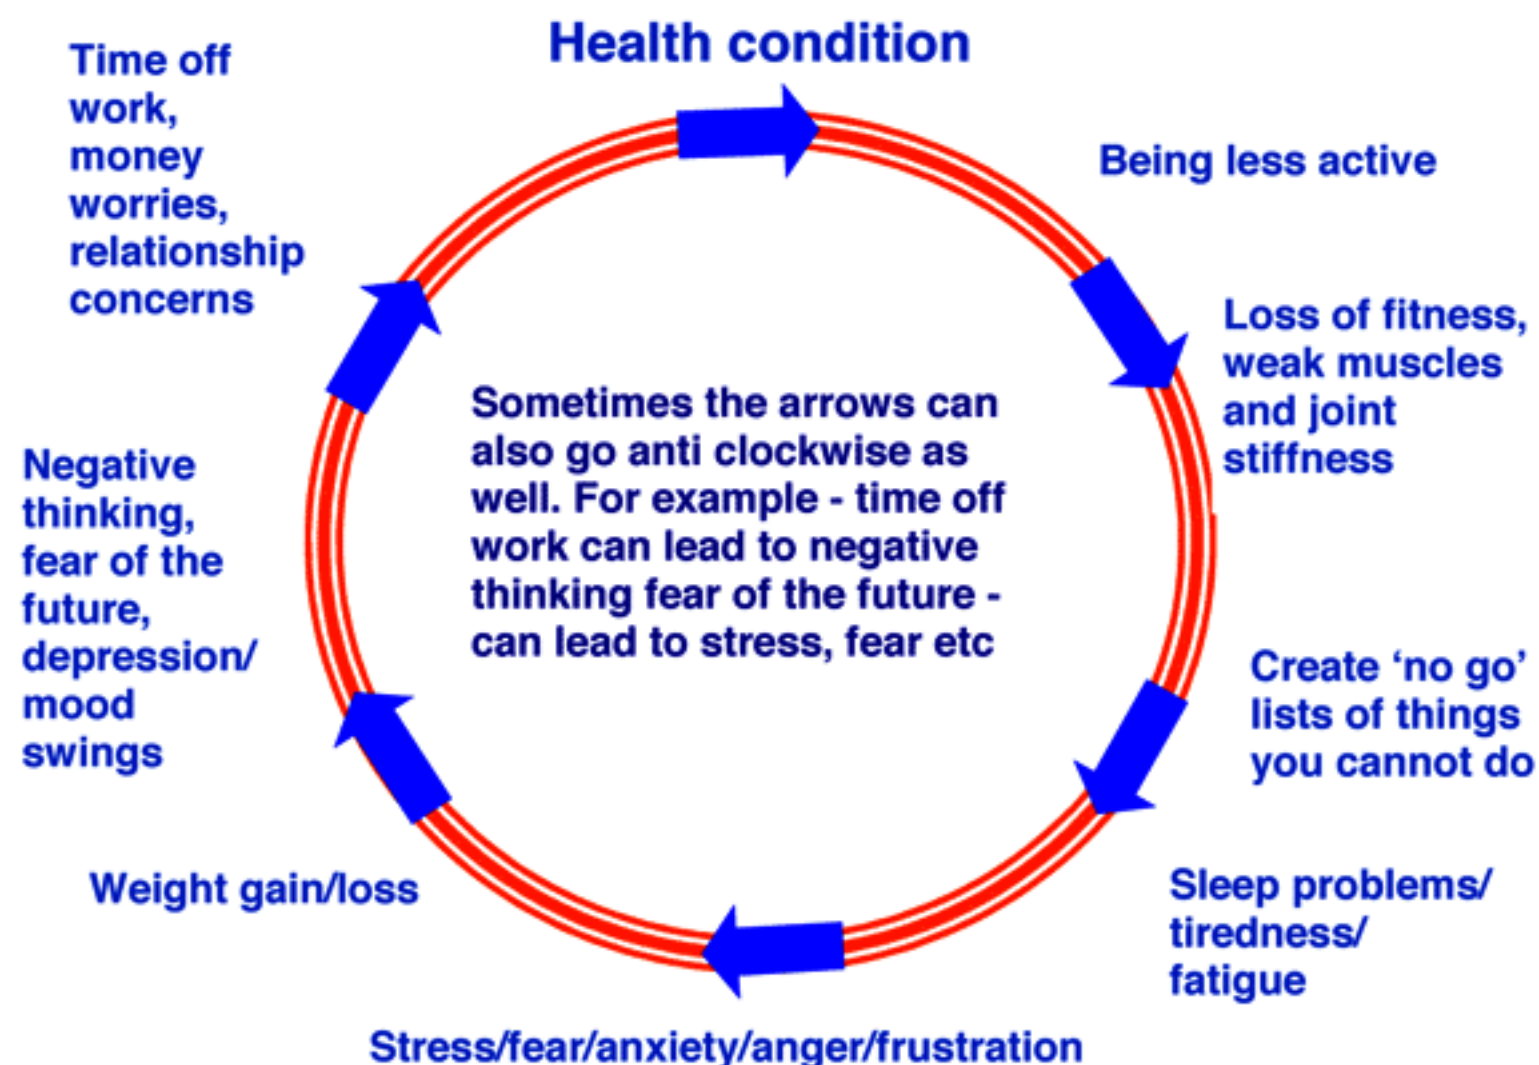 Health condition
Being less active
Loss of fitness,
weak muscles
and joint
stiffness
Create ‘no go’
lists of things
you cannot do
Sleep problems/
tiredness/
fatigue
Stress/fear/anxiety/anger/frustration
Weight gain/loss
Negative
thinking,
fear of the
future,
depression/
mood
swings
Time off
work,
money
worries,
relationship
concerns
Sometimes the arrows can
also go anti clockwise as
well. For example - time off
work can lead to negative
thinking fear of the future -
can lead to stress, fear etc